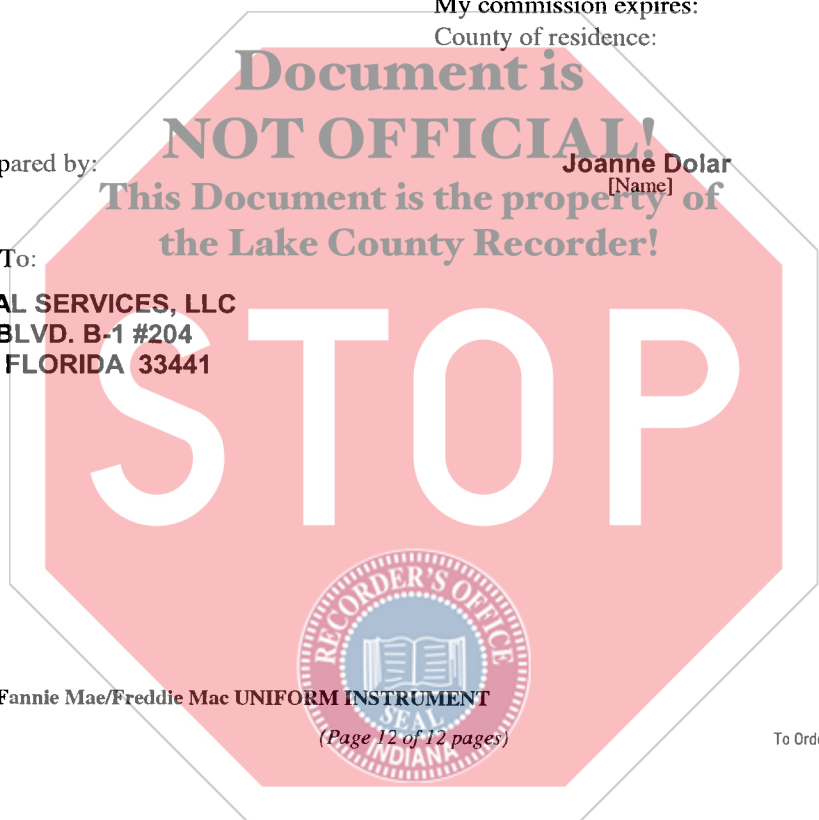 My commission expires:
County of residence:
Document is
NOT OFFICIAL!
pared by:
Joanne Dolar
[Name]
This Document is the property of
the Lake County Recorder!
To:
AL SERVICES, LLC
BLVD. B-1 #204
FLORIDA 33441
STOP
RECORDER'S OFFICE
SEAL
INDIANA
Fannie Mae/Freddie Mac UNIFORM INSTRUMENT
(Page 12 of 12 pages)
To Orde